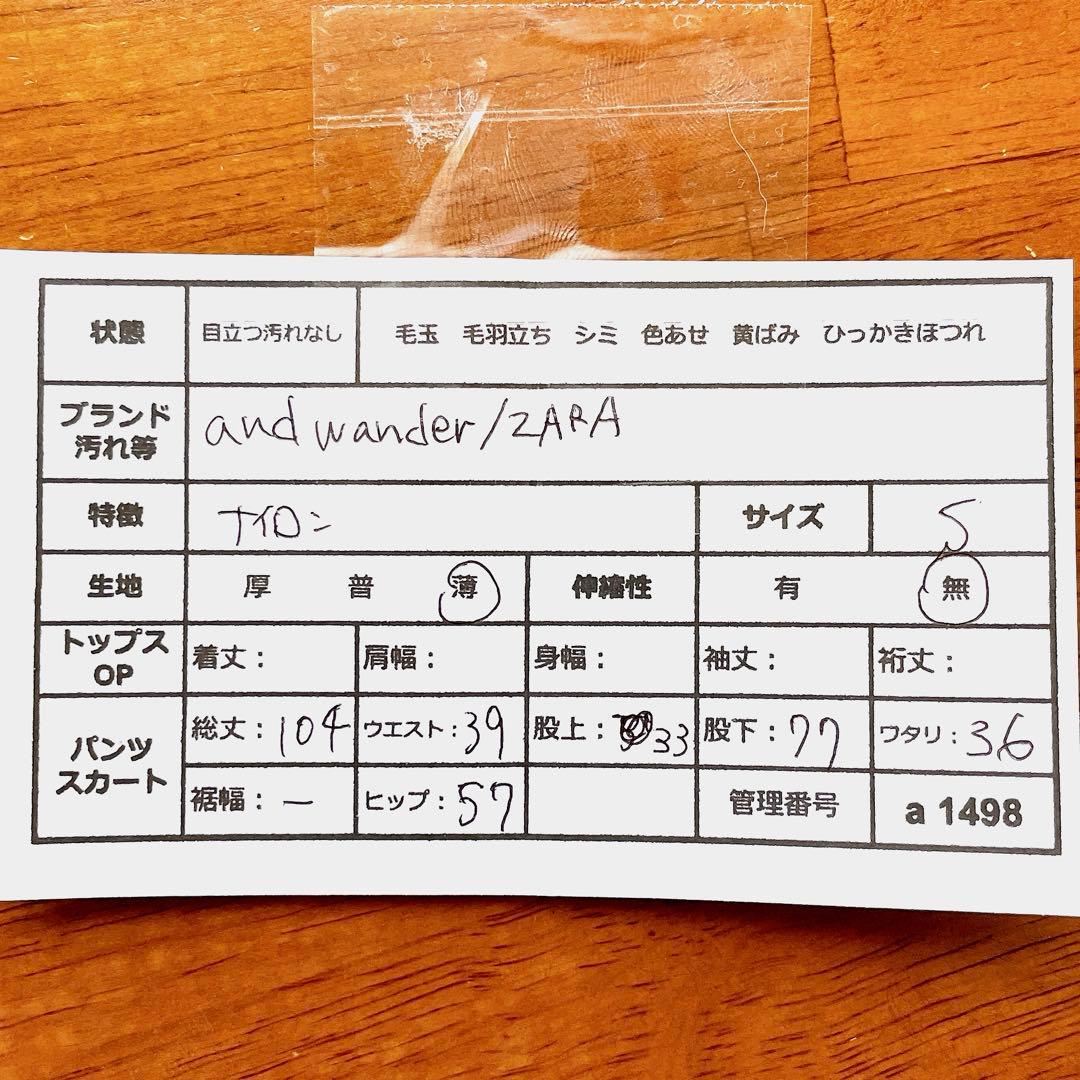 状態 目立つ汚れなし 毛玉 毛羽立ち シミ 色あせ 黄ばみ ひっかきほつれ
ブランド
汚れ等
and wander/ZARA
特徴 ナイロン サイズ S
生地 厚 普 薄 伸縮性 有 無
トップス
OP
着丈: 肩幅: 身幅: 袖丈: 裄丈:
パンツ
スカート
総丈:104 ウエスト:39 股上:33 股下:77 ワタリ:36
裾幅:ー ヒップ:57 管理番号 a 1498